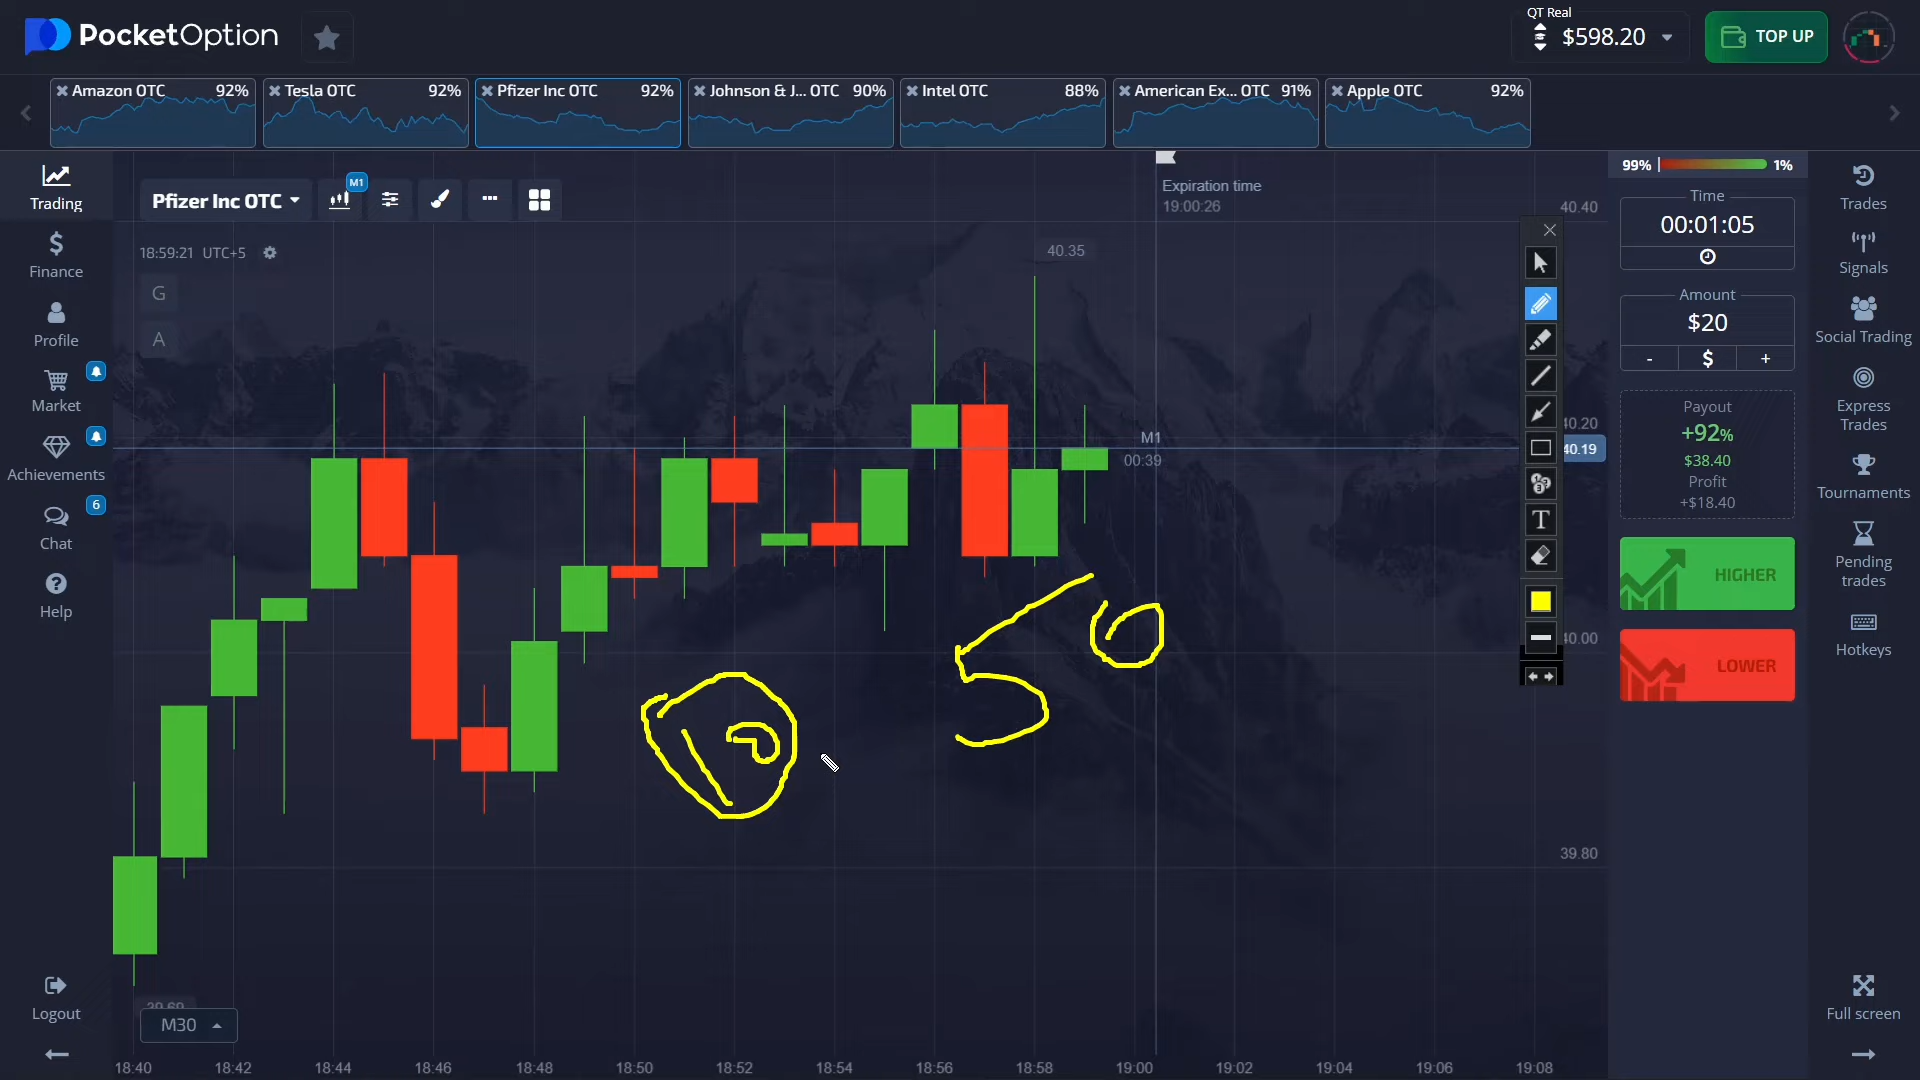 PocketOption
QT Real
$598.20
TOP UP
Amazon OTC 92%
Tesla OTC 92%
Pfizer Inc OTC 92%
Johnson & J... OTC 90%
Intel OTC 88%
American Ex... OTC 91%
Apple OTC 92%
Trading
Finance
Profile
Market
Achievements
Chat
6
Help
Logout
Pfizer Inc OTC
M1
18:59:21 UTC+5
G
A
Expiration time
19:00:26
40.35
M1
00:39
50
40.40
40.20
40.19
40.00
39.80
T
M30
18:40 18:42 18:44 18:46 18:48 18:50 18:52 18:54 18:56 18:58 19:00 19:02 19:04 19:06 19:08
99% 1%
Time
00:01:05
Amount
$20
- $ +
Payout
+92%
$38.40
Profit
+$18.40
HIGHER
LOWER
Trades
Signals
Social Trading
Express
Trades
Tournaments
Pending
trades
Hotkeys
Full screen